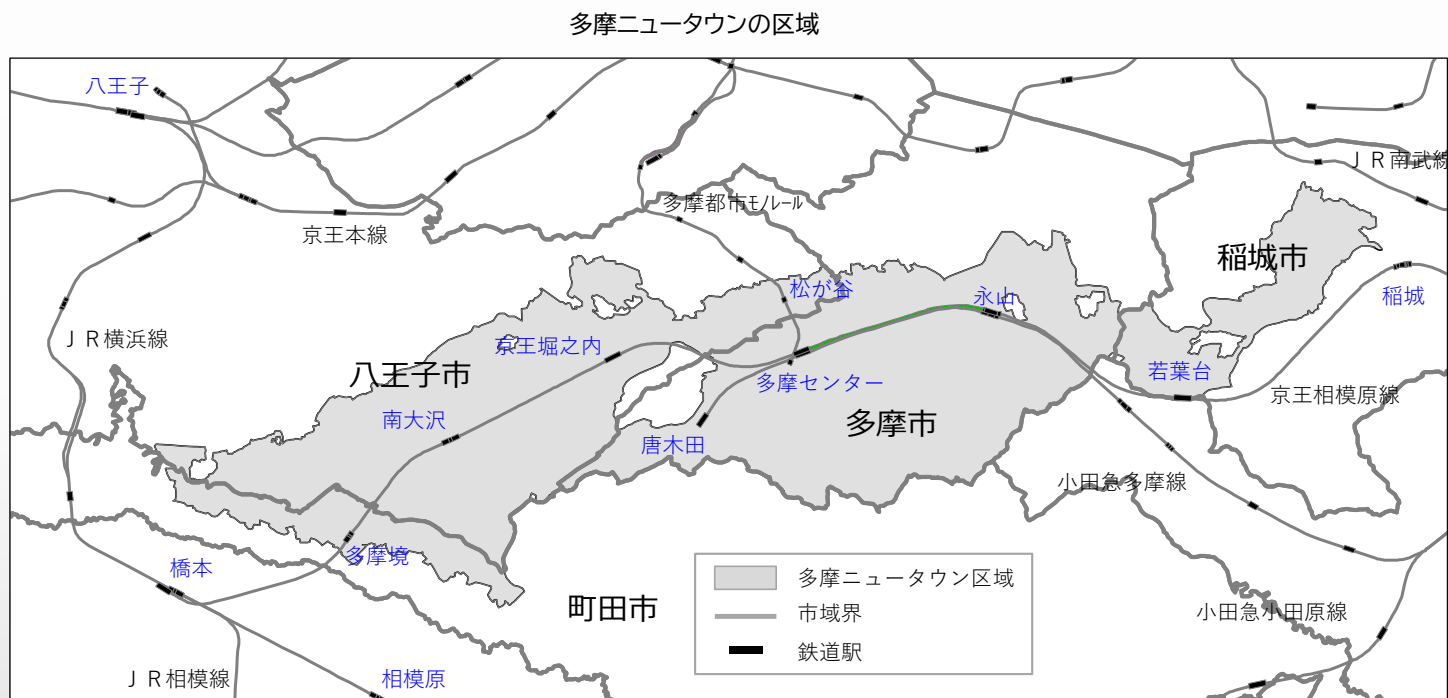 多摩ニュータウンの区域
八王子
JR南武線
多摩都市モノレール
京王本線
稲城市
松が谷
永山
稲城
JR横浜線
京王堀之内
八王子市
多摩センター
若葉台
京王相模原線
南大沢
多摩市
唐木田
小田急多摩線
多摩境
橋本
多摩ニュータウン区域
町田市
市域界
小田急小田原線
鉄道駅
JR相模線
相模原